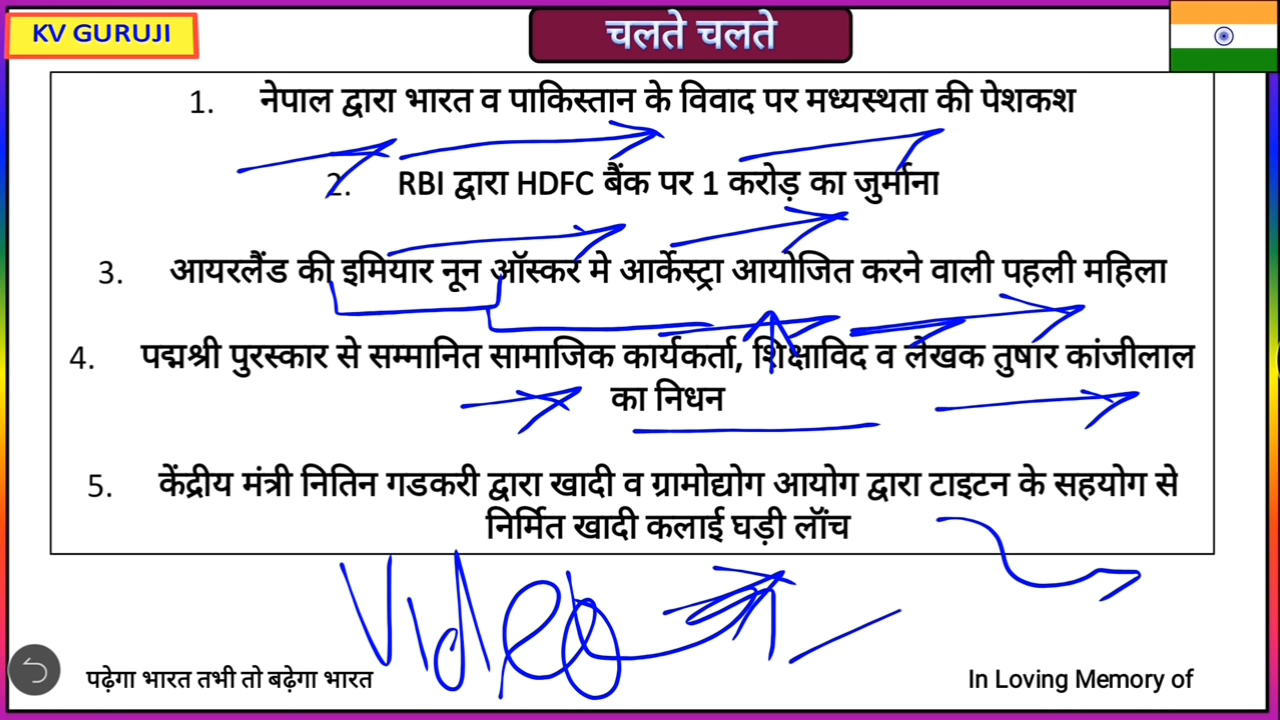 KV GURUJI
चलते चलते
1. नेपाल द्वारा भारत व पाकिस्तान के विवाद पर मध्यस्थता की पेशकश
2. RBI द्वारा HDFC बैंक पर 1 करोड़ का जुर्माना
3. आयरलैंड की इमियार नून ऑस्कर मे आर्केस्ट्रा आयोजित करने वाली पहली महिला
4. पद्मश्री पुरस्कार से सम्मानित सामाजिक कार्यकर्ता, शिक्षाविद व लेखक तुषार कांजीलाल
का निधन
5. केंद्रीय मंत्री नितिन गडकरी द्वारा खादी व ग्रामोद्योग आयोग द्वारा टाइटन के सहयोग से
निर्मित खादी कलाई घड़ी लॉंच
Video
पढ़ेगा भारत तभी तो बढ़ेगा भारत
In Loving Memory of